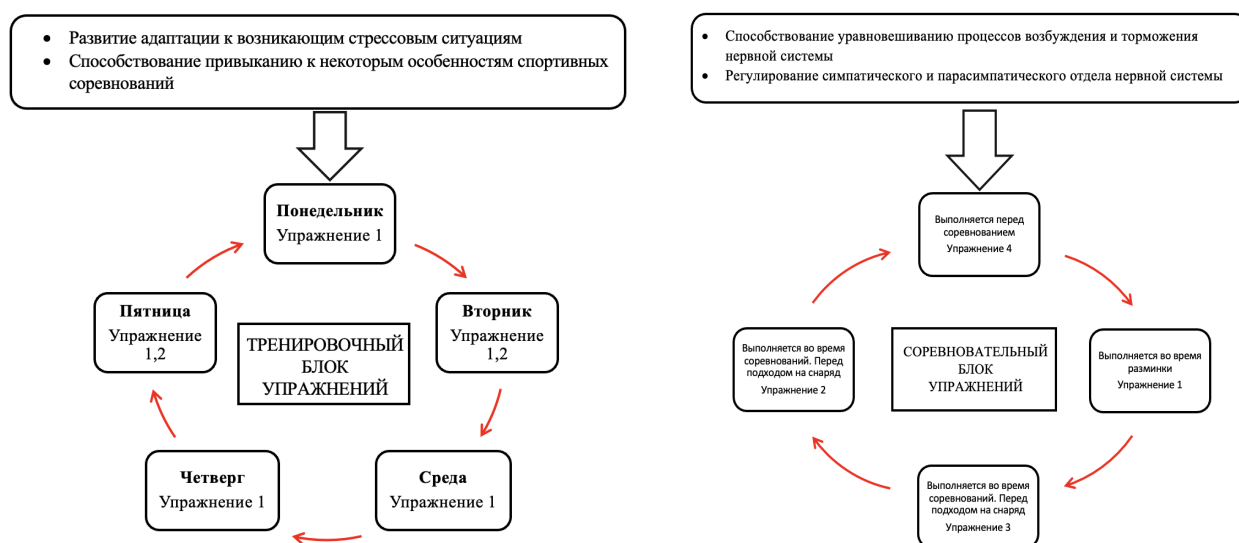 • Развитие адаптации к возникающим стрессовым ситуациям
• Способствование привыканию к некоторым особенностям спортивных
соревнований
Понедельник
Упражнение 1
Вторник
Упражнение
1,2
Среда
Упражнение 1
Четверг
Упражнение 1
Пятница
Упражнение
1,2
ТРЕНИРОВОЧНЫЙ
БЛОК
УПРАЖНЕНИЙ
• Способствование уравновешиванию процессов возбуждения и торможения
нервной системы
• Регулирование симпатического и парасимпатического отдела нервной системы
Выполняется перед
соревнованием
Упражнение 4
Выполняется во время
разминки
Упражнение 1
Выполняется во время
соревнований. Перед
подходом на снаряд
Упражнение 3
Выполняется во время
соревнований. Перед
подходом на снаряд
Упражнение 2
СОРЕВНОВАТЕЛЬНЫЙ
БЛОК
УПРАЖНЕНИЙ